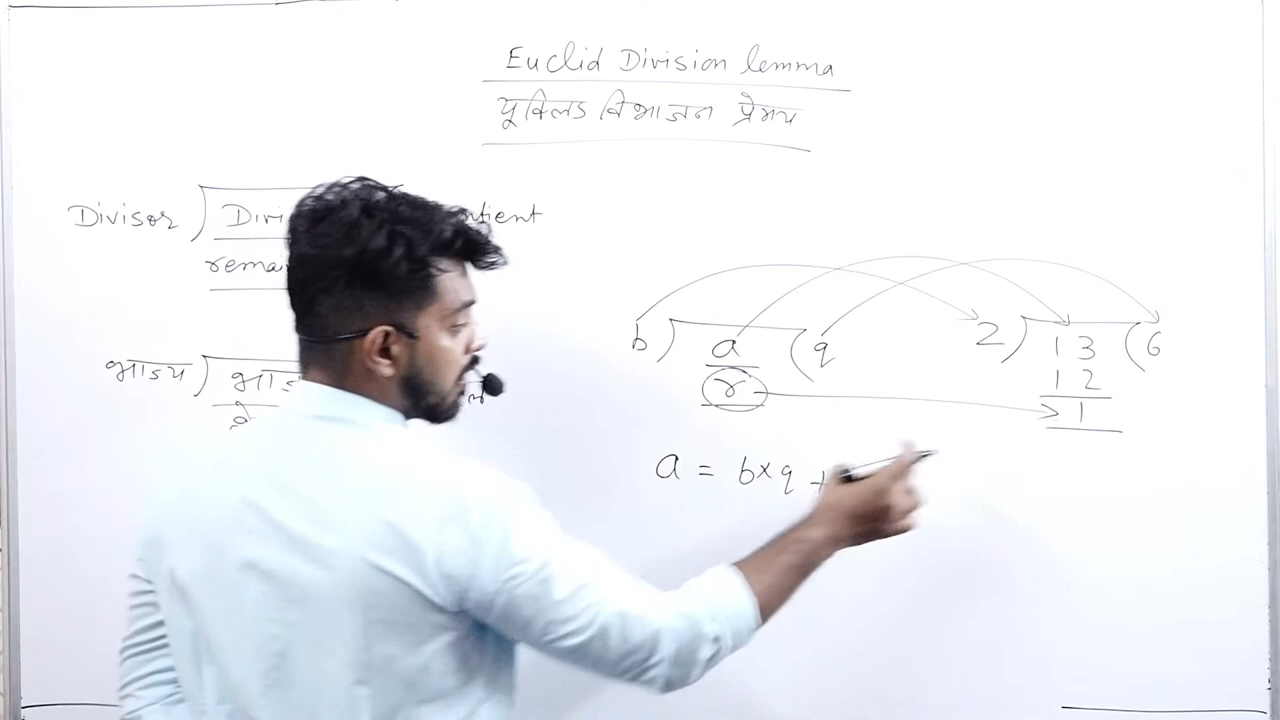 Euclid Division lemma
यूक्लिड विभाजन प्रेमय
Divisor
b ) a ( q
r
2 ) 13 ( 6
12
1
भाज्य
a = b×q +